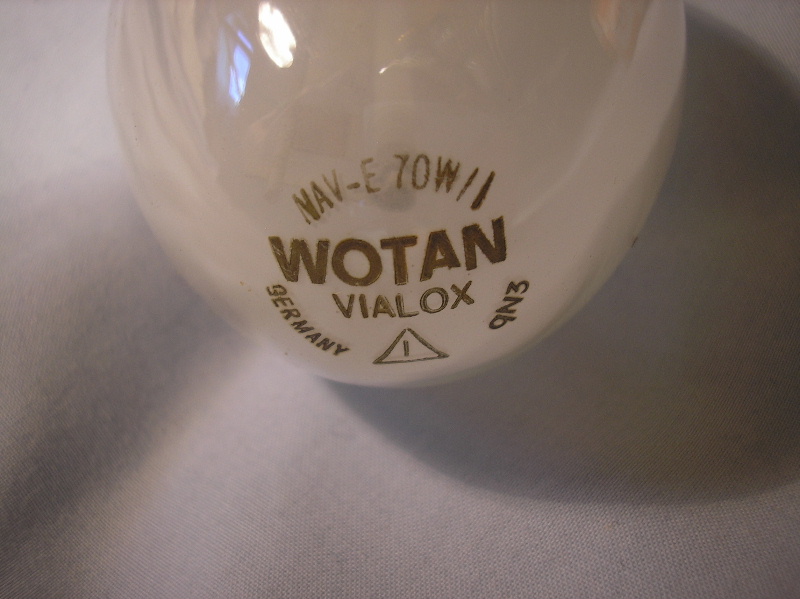 NAV-E 70W/I
WOTAN
VIALOX
GERMANY
I
9N3